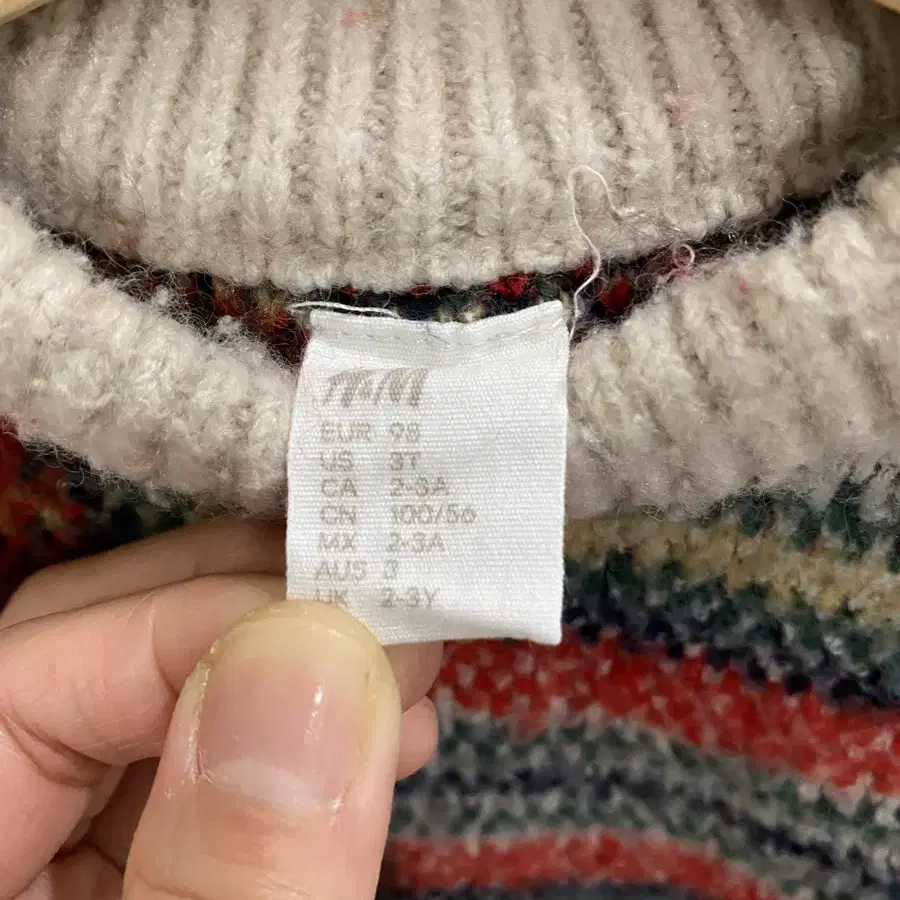 EUR 98
US 3T
CA 2-3A
CN 100/56
MX 2-3A
AUS 3
UK 2-3Y